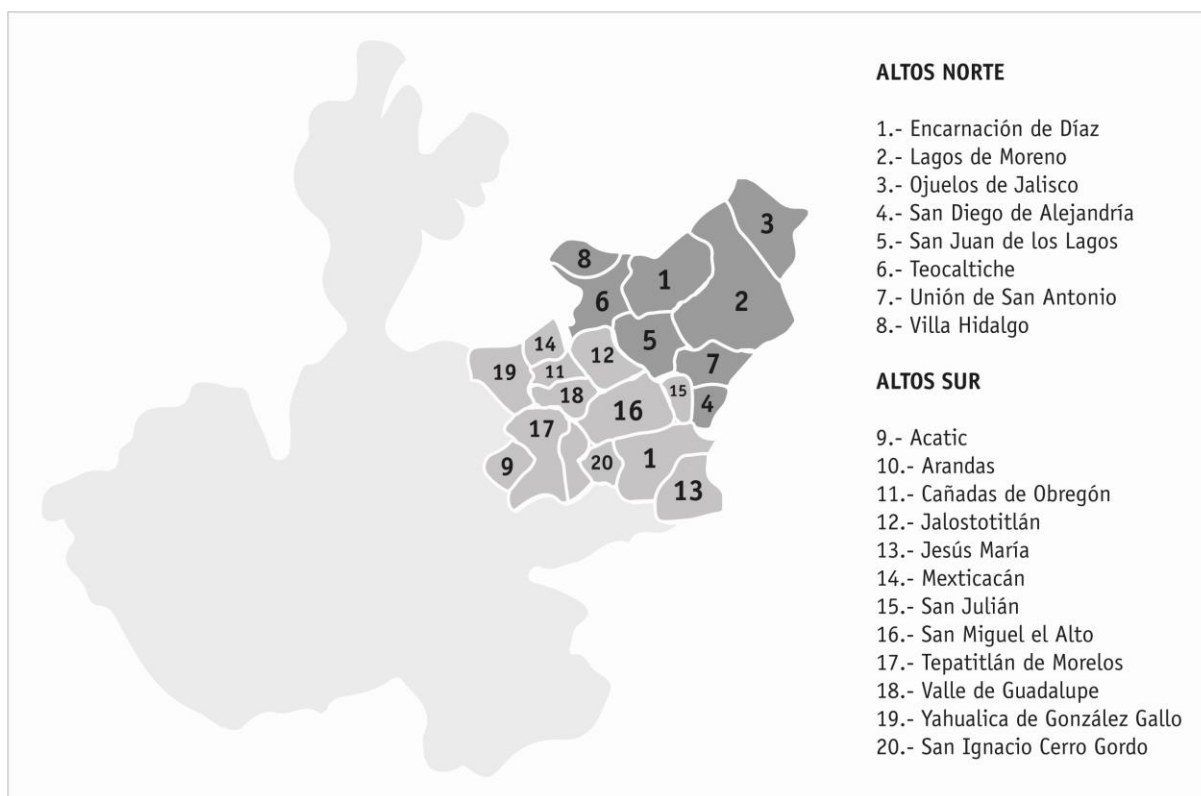 ALTOS NORTE
1.- Encarnación de Díaz
2.- Lagos de Moreno
3.- Ojuelos de Jalisco
4.- San Diego de Alejandría
5.- San Juan de los Lagos
6.- Teocaltiche
7.- Unión de San Antonio
8.- Villa Hidalgo
ALTOS SUR
9.- Acatic
10.- Arandas
11.- Cañadas de Obregón
12.- Jalostotitlán
13.- Jesús María
14.- Mexticacán
15.- San Julián
16.- San Miguel el Alto
17.- Tepatitlán de Morelos
18.- Valle de Guadalupe
19.- Yahualica de González Gallo
20.- San Ignacio Cerro Gordo
3
8
1
6
2
5
14
12
7
19
11
15
18
4
16
17
9
20
1
13